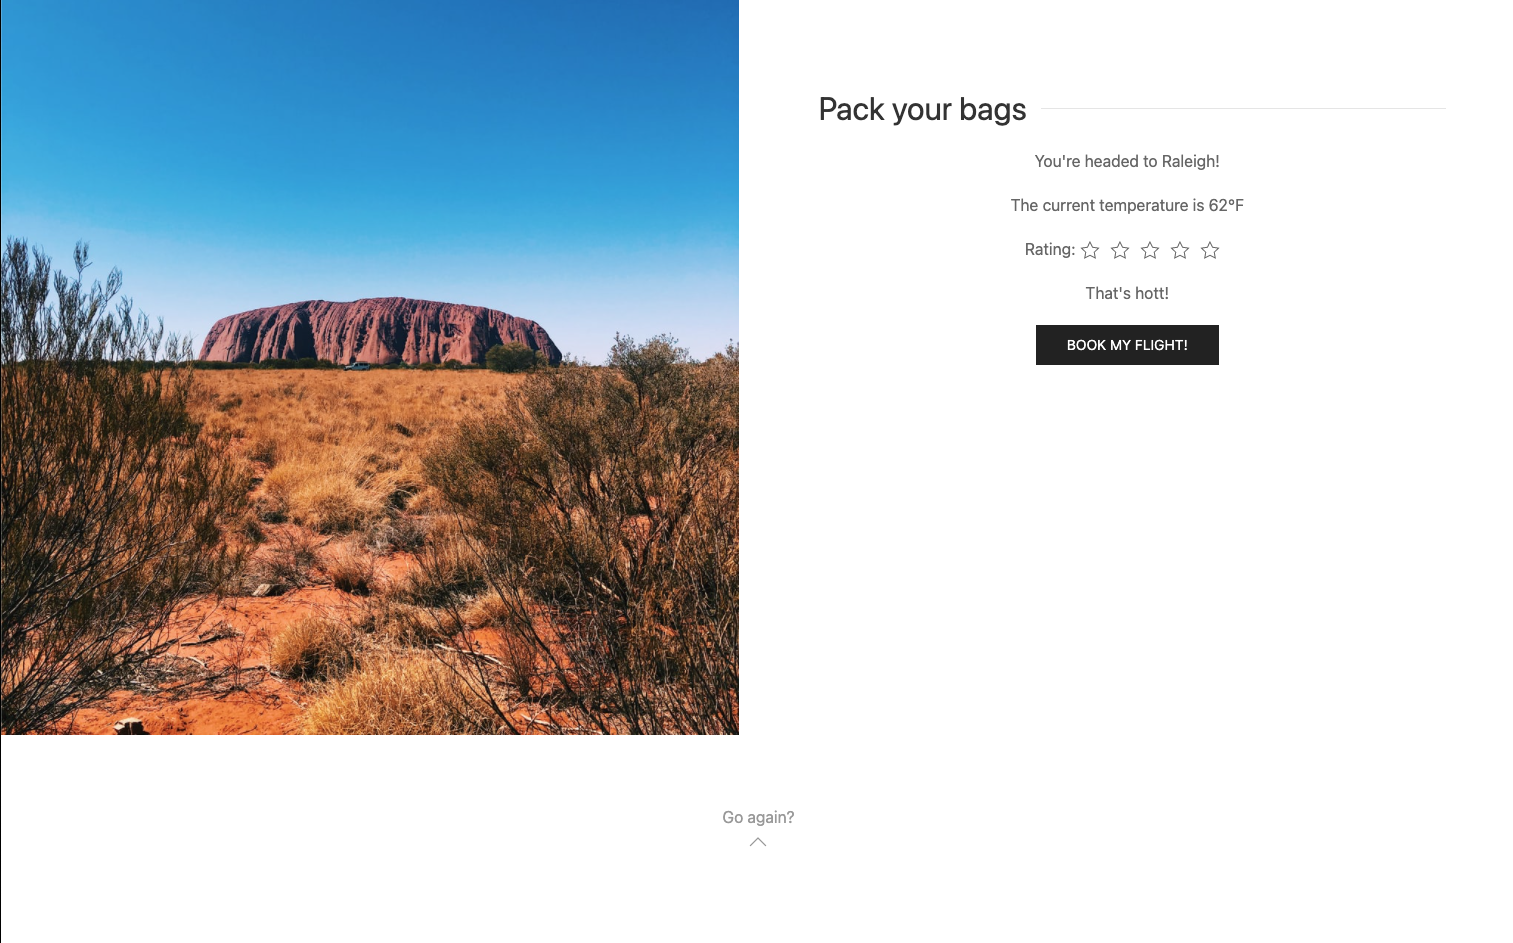 Pack your bags
You're headed to Raleigh!
The current temperature is 62°F
Rating:
That's hott!
BOOK MY FLIGHT!
Go again?